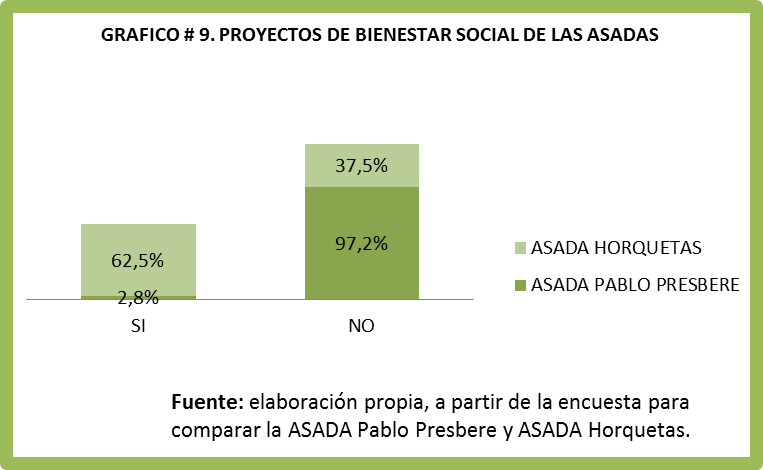 GRAFICO # 9. PROYECTOS DE BIENESTAR SOCIAL DE LAS ASADAS
37,5%
62,5%
97,2%
2,8%
SI
NO
ASADA HORQUETAS
ASADA PABLO PRESBERE
Fuente: elaboración propia, a partir de la encuesta para
comparar la ASADA Pablo Presbere y ASADA Horquetas.